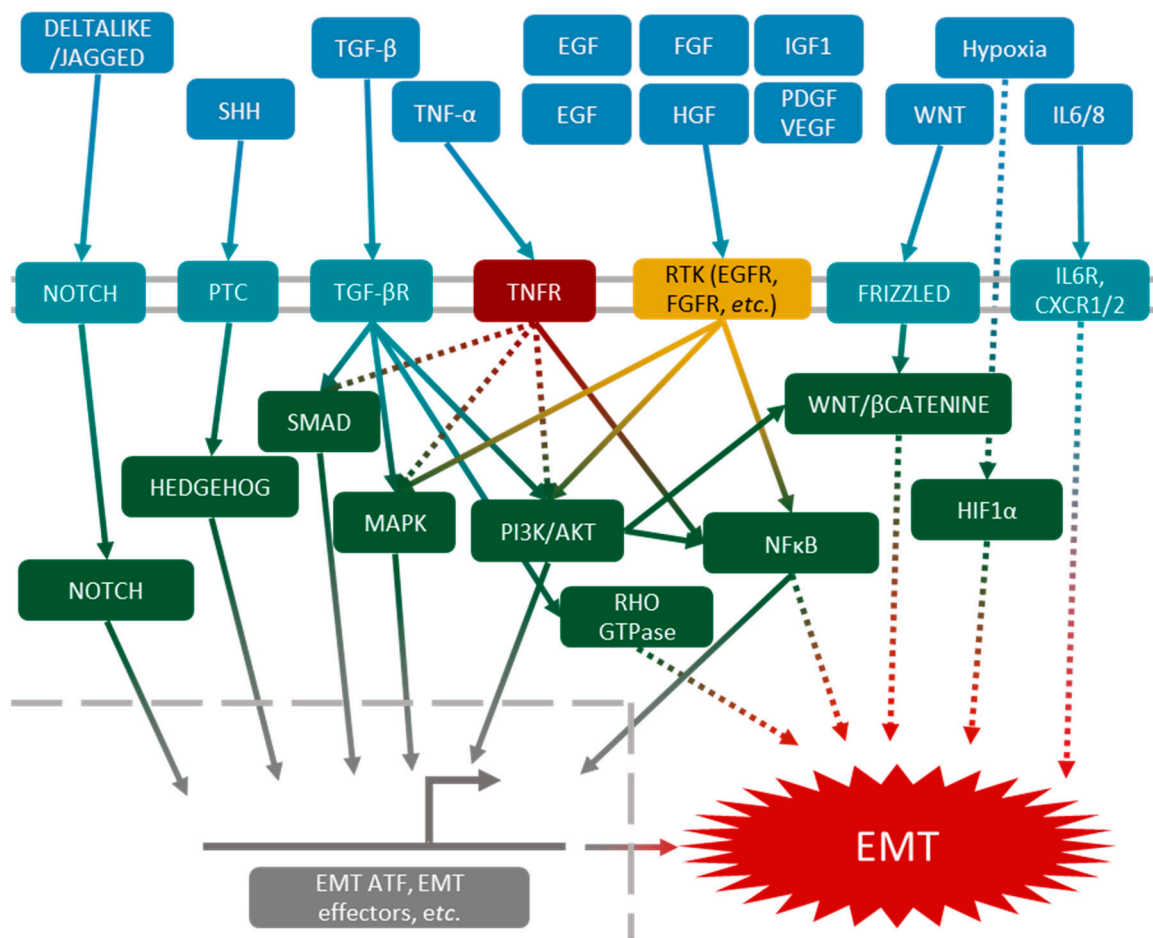 DELTALIKE
/JAGGED
TGF-β
EGF
FGF
IGF1
Hypoxia
SHH
TNF-α
EGF
HGF
PDGF
VEGF
WNT
IL6/8
NOTCH
PTC
TGF-βR
TNFR
RTK (EGFR,
FGFR, etc.)
FRIZZLED
IL6R,
CXCR1/2
SMAD
WNT/βCATENINE
HEDGEHOG
MAPK
PI3K/AKT
NFκB
HIF1α
NOTCH
RHO
GTPase
EMT
EMT ATF, EMT
effectors, etc.